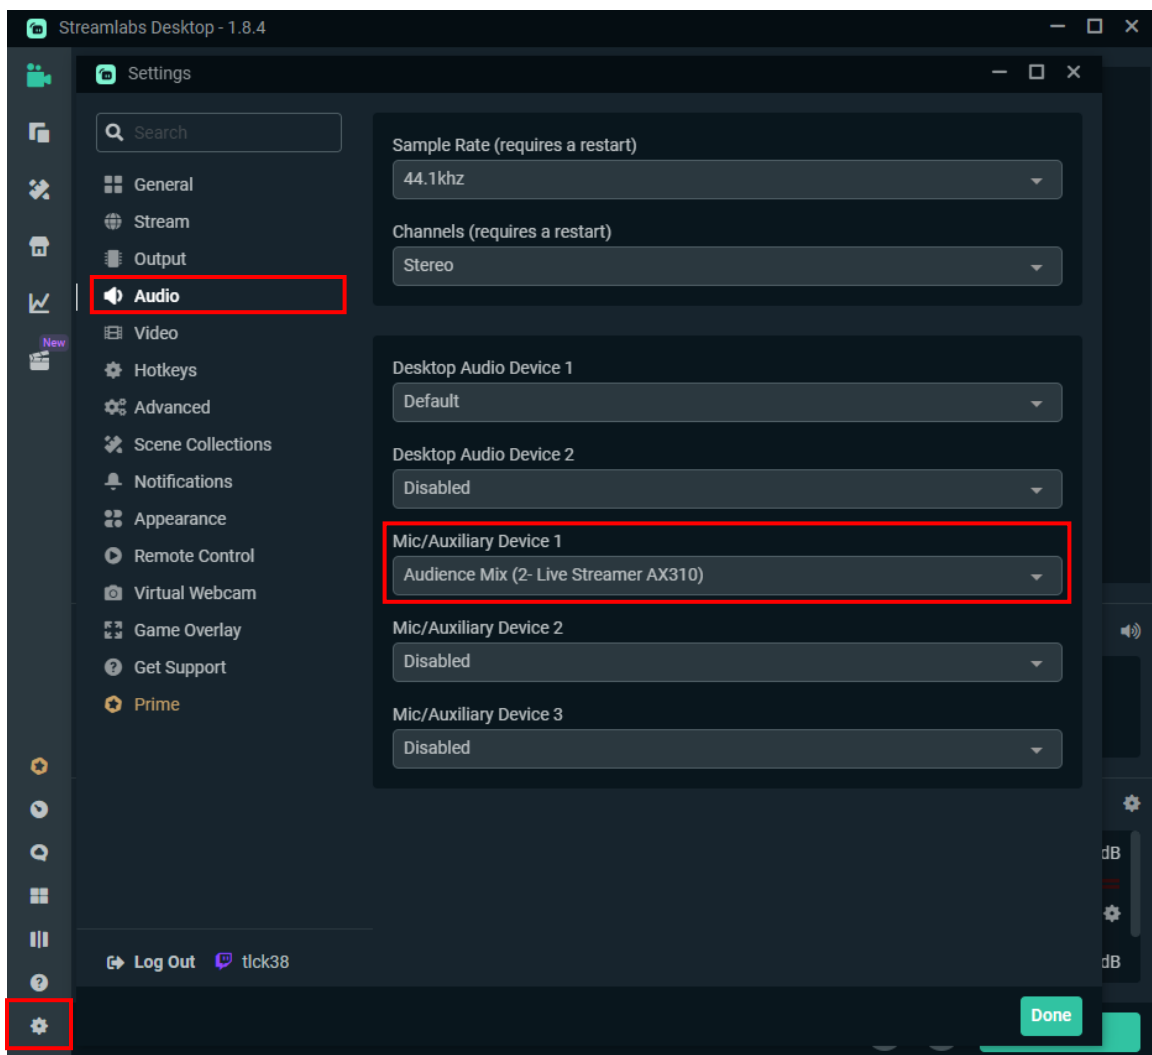 Streamlabs Desktop - 1.8.4
Settings
Search
General
Stream
Output
Audio
Video
New
Hotkeys
Advanced
Scene Collections
Notifications
Appearance
Remote Control
Virtual Webcam
Game Overlay
Get Support
Prime
Sample Rate (requires a restart)
44.1khz
Channels (requires a restart)
Stereo
Desktop Audio Device 1
Default
Desktop Audio Device 2
Disabled
Mic/Auxiliary Device 1
Audience Mix (2- Live Streamer AX310)
Mic/Auxiliary Device 2
Disabled
Mic/Auxiliary Device 3
Disabled
dB
dB
Log Out tlck38
Done